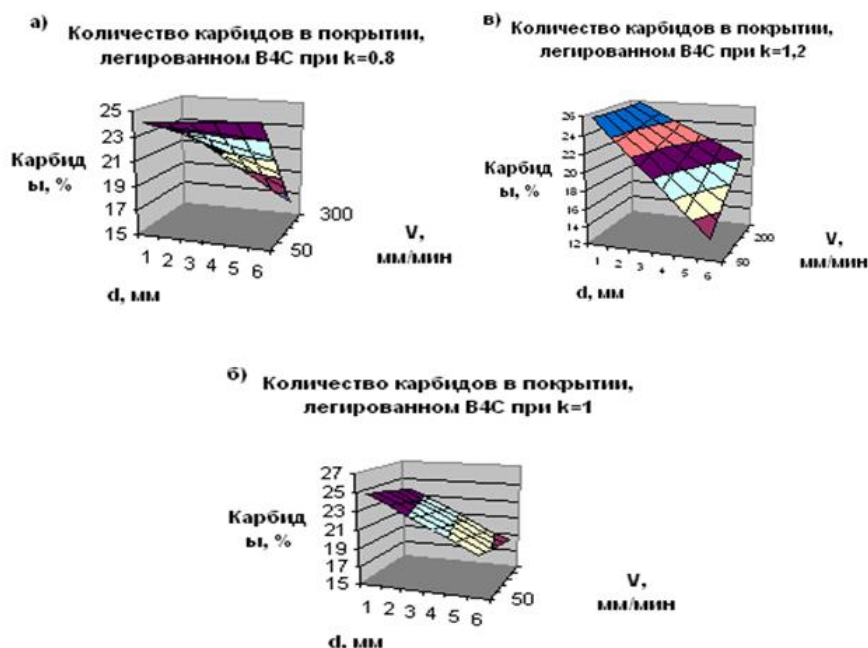 а)
Количество карбидов в покрытии,
легированном В4С при k=0.8
25
23
21
19
17
15
Карбид
ы, %
1 2 3 4 5 6
d, мм
50
300
V,
мм/мин
в)
Количество карбидов в покрытии,
легированном В4С при k=1,2
26
24
22
20
18
16
14
12
Карбид
ы, %
1 2 3 4 5 6
d, мм
50
200
V,
мм/мин
б)
Количество карбидов в покрытии,
легированном В4С при k=1
27
25
23
21
19
17
15
Карбид
ы, %
1 2 3 4 5 6
d, мм
50
V,
мм/мин